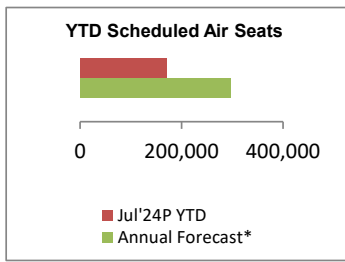 YTD Scheduled Air Seats
0 200,000 400,000
Jul'24P YTD
Annual Forecast*